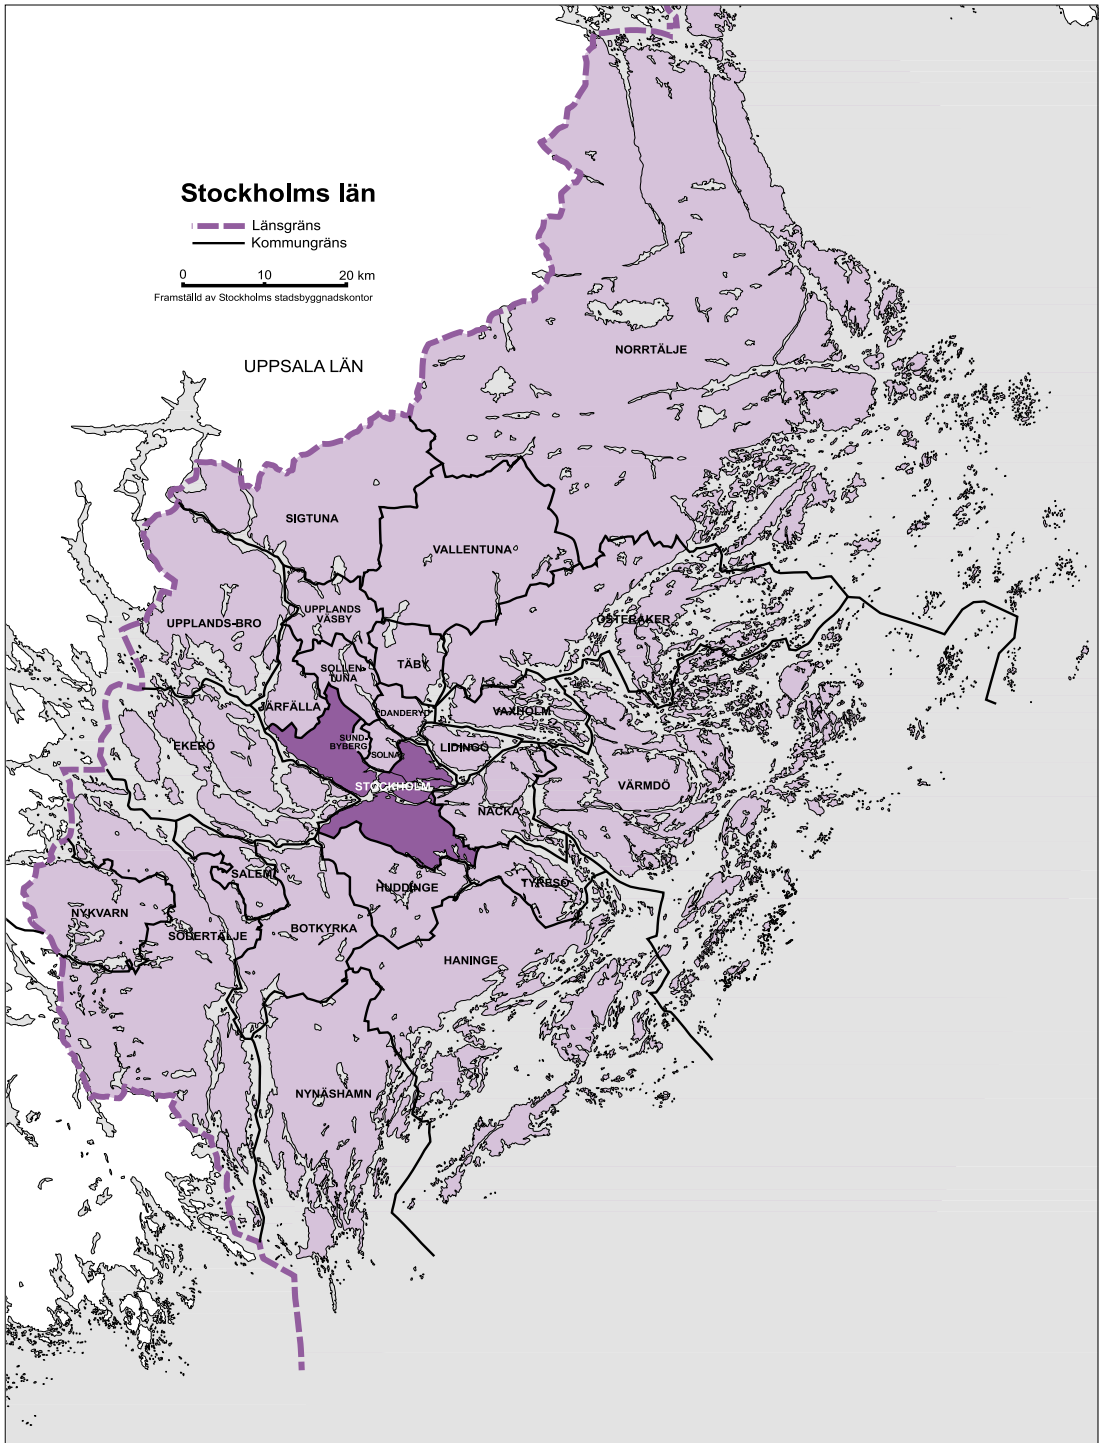 Stockholms län
Länsgräns
Kommungräns
0 10 20 km
Framställd av Stockholms stadsbyggnadskontor
UPPSALA LÄN
NORRTÄLJE
SIGTUNA
VALLENTUNA
UPPLANDS
VÄSBY
UPPLANDS-BRO
ÖSTERÅKER
TÄBY
SOLLEN-
TUNA
JÄRFÄLLA
DANDERYD
VAXHOLM
EKERÖ
SUND-
BYBERG
SOLNA
LIDINGÖ
STOCKHOLM
VÄRMDÖ
NACKA
SALEM
HUDDINGE
TYRESÖ
NYKVARN
SÖDERTÄLJE
BOTKYRKA
HANINGE
NYNÄSHAMN